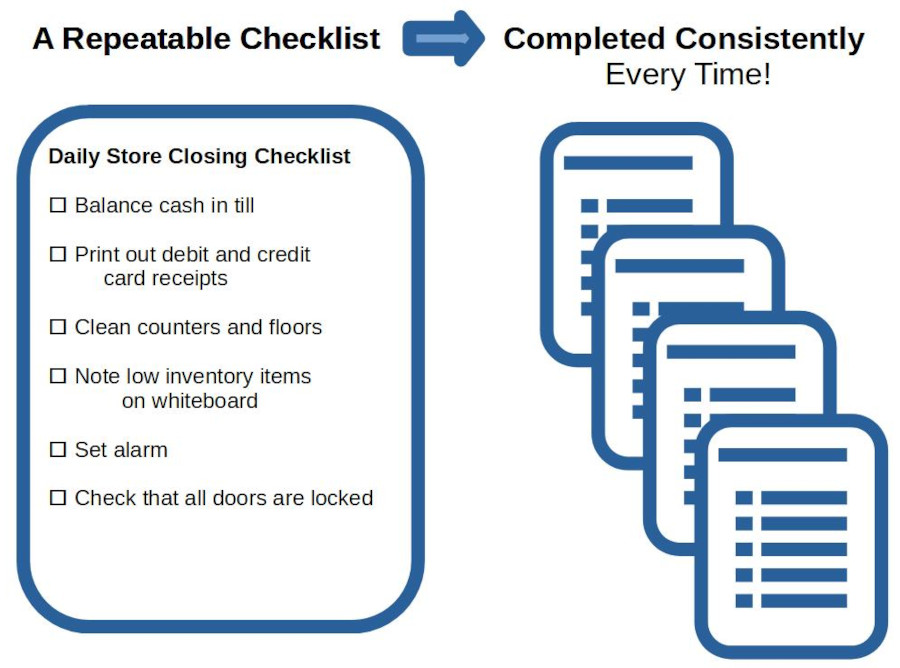 A Repeatable Checklist
Completed Consistently
Every Time!
Daily Store Closing Checklist
☐ Balance cash in till
☐ Print out debit and credit
card receipts
☐ Clean counters and floors
☐ Note low inventory items
on whiteboard
☐ Set alarm
☐ Check that all doors are locked